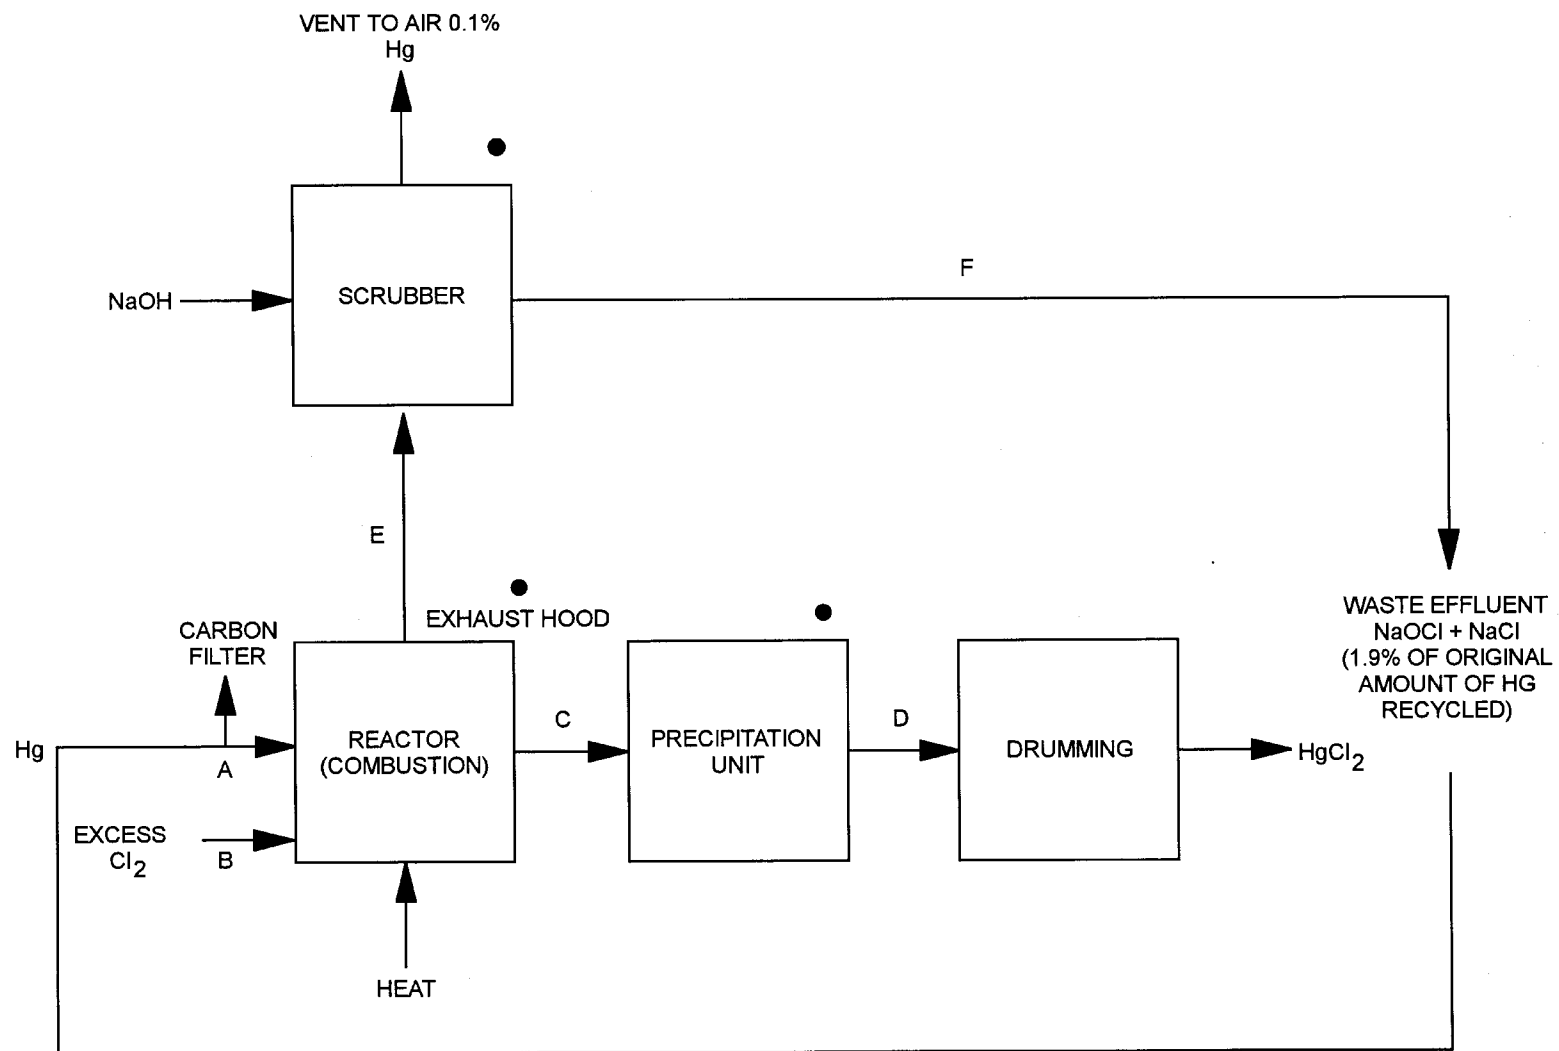 VENT TO AIR 0.1%
Hg
NaOH
SCRUBBER
F
E
EXHAUST HOOD
CARBON
FILTER
Hg
A
REACTOR
(COMBUSTION)
C
PRECIPITATION
UNIT
D
DRUMMING
HgCl2
WASTE EFFLUENT
NaOCl + NaCl
(1.9% OF ORIGINAL
AMOUNT OF HG
RECYCLED)
EXCESS
Cl2
B
HEAT